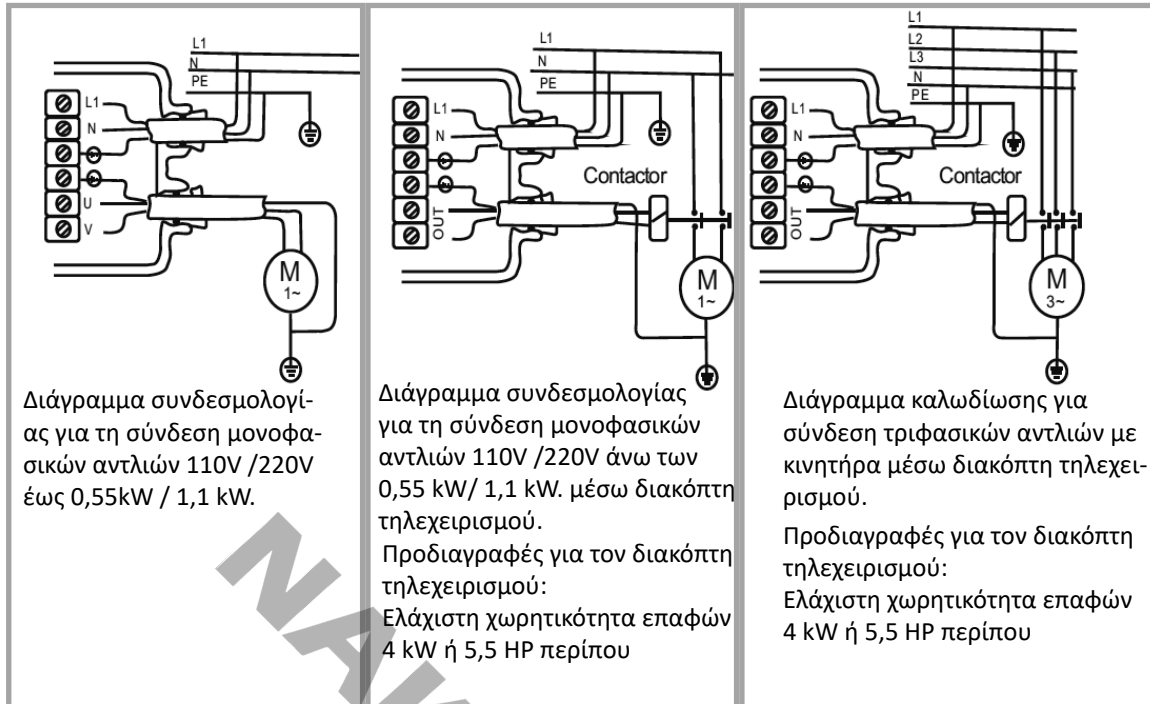 L1
N
PE
L1
N
U
V
M
1~
Διάγραμμα συνδεσμολογί-
ας για τη σύνδεση μονοφα-
σικών αντλιών 110V /220V
έως 0,55kW / 1,1 kW.
L1
N
PE
L1
N
OUT
Contactor
M
1~
Διάγραμμα συνδεσμολογίας
για τη σύνδεση μονοφασικών
αντλιών 110V /220V άνω των
0,55 kW/ 1,1 kW. μέσω διακόπτη
τηλεχειρισμού.
Προδιαγραφές για τον διακόπτη
τηλεχειρισμού:
Ελάχιστη χωρητικότητα επαφών
4 kW ή 5,5 HP περίπου
L1
L2
L3
N
PE
L1
N
OUT
Contactor
M
3~
Διάγραμμα καλωδίωσης για
σύνδεση τριφασικών αντλιών με
κινητήρα μέσω διακόπτη τηλεχει-
ρισμού.
Προδιαγραφές για τον διακόπτη
τηλεχειρισμού:
Ελάχιστη χωρητικότητα επαφών
4 kW ή 5,5 HP περίπου